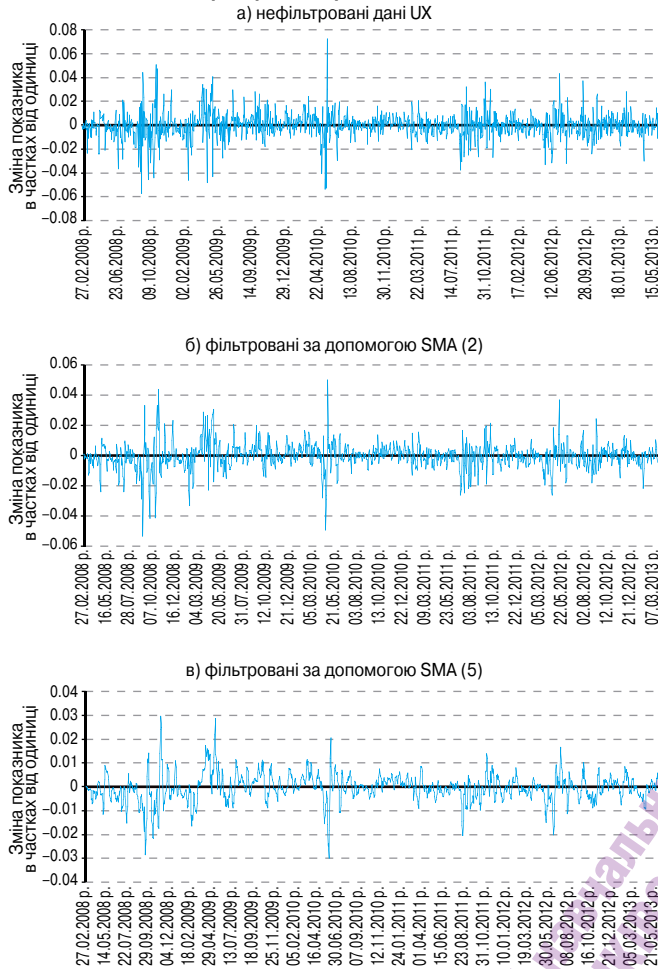 а) нефільтровані дані UX
Зміна показника
в частках від одиниці
0.08
0.06
0.04
0.02
0
–0.02
–0.04
–0.06
–0.08
27.02.2008 р.
23.06.2008 р.
09.10.2008 р.
02.02.2009 р.
26.05.2009 р.
14.09.2009 р.
29.12.2009 р.
22.04.2010 р.
13.08.2010 р.
30.11.2010 р.
22.03.2011 р.
14.07.2011 р.
31.10.2011 р.
17.02.2012 р.
12.06.2012 р.
28.09.2012 р.
18.01.2013 р.
15.05.2013 р.
б) фільтровані за допомогою SMA (2)
Зміна показника
в частках від одиниці
0.06
0.04
0.02
0
–0.02
–0.04
–0.06
27.02.2008 р.
16.05.2008 р.
28.07.2008 р.
07.10.2008 р.
16.12.2008 р.
04.03.2009 р.
20.05.2009 р.
31.07.2009 р.
12.10.2009 р.
21.12.2009 р.
05.03.2010 р.
21.05.2010 р.
03.08.2010 р.
13.10.2010 р.
22.12.2010 р.
09.03.2011 р.
23.05.2011 р.
03.08.2011 р.
13.10.2011 р.
22.12.2011 р.
05.03.2012 р.
22.05.2012 р.
02.08.2012 р.
12.10.2012 р.
21.12.2012 р.
07.03.2013 р.
в) фільтровані за допомогою SMA (5)
Зміна показника
в частках від одиниці
0.04
0.03
0.02
0.01
0
–0.01
–0.02
–0.03
–0.04
27.02.2008 р.
14.05.2008 р.
22.07.2008 р.
29.09.2008 р.
04.12.2008 р.
18.02.2009 р.
29.04.2009 р.
13.07.2009 р.
18.09.2009 р.
25.11.2009 р.
05.02.2010 р.
16.04.2010 р.
30.06.2010 р.
07.09.2010 р.
12.11.2010 р.
24.01.2011 р.
01.04.2011 р.
15.06.2011 р.
23.08.2011 р.
31.10.2011 р.
10.01.2012 р.
19.03.2012 р.
30.05.2012 р.
08.08.2012 р.
16.10.2012 р.
21.12.2012 р.
05.03.2013 р.
21.05.2013 р.